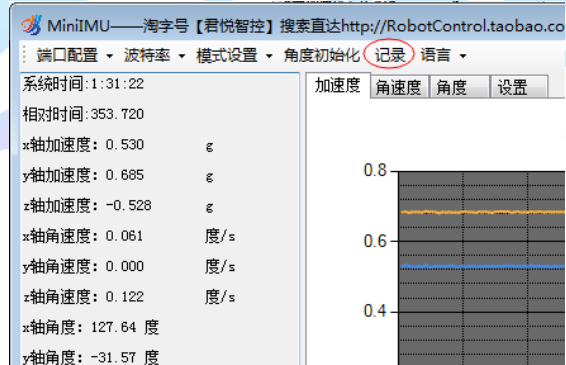 MiniIMU——淘字号【君悦智控】搜索直达http://RobotControl.taobao.co
端口配置 波特率 模式设置 角度初始化 记录 语言
系统时间:1:31:22
相对时间:353.720
x轴加速度: 0.530 g
y轴加速度: 0.685 g
z轴加速度: -0.528 g
x轴角速度: 0.061 度/s
y轴角速度: 0.000 度/s
z轴角速度: 0.122 度/s
x轴角度: 127.64 度
y轴角度: -31.57 度
加速度 角速度 角度 设置
0.8
0.6
0.4